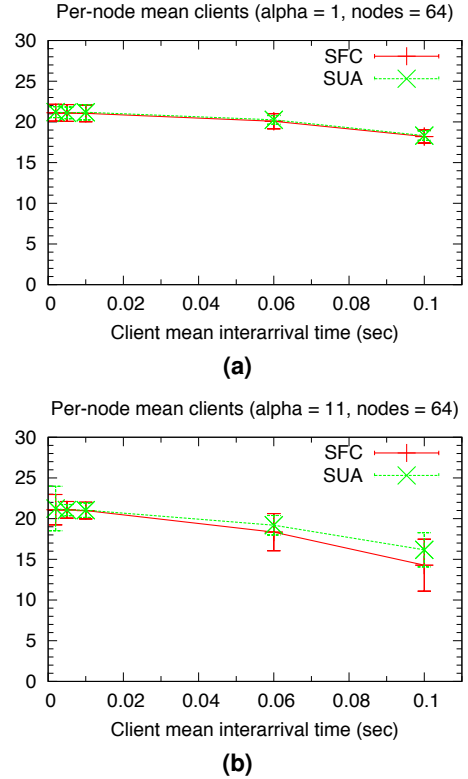 Per-node mean clients (alpha = 1, nodes = 64)
30
SFC
25
SUA
20
15
10
5
0
0 0.02 0.04 0.06 0.08 0.1
Client mean interarrival time (sec)
(a)
Per-node mean clients (alpha = 11, nodes = 64)
30
SFC
25
SUA
20
15
10
5
0
0 0.02 0.04 0.06 0.08 0.1
Client mean interarrival time (sec)
(b)